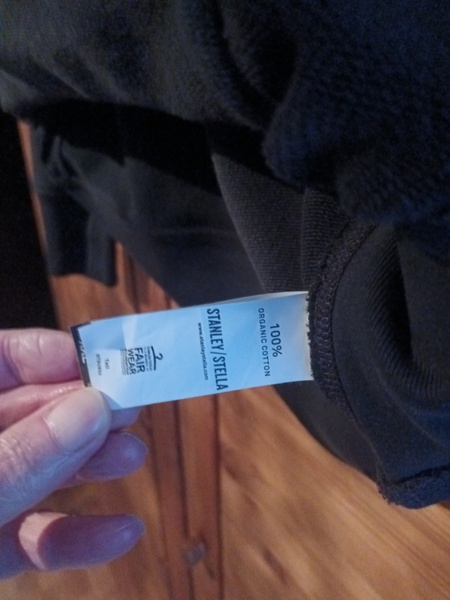 100%
ORGANIC COTTON
STANLEY/STELLA
www.stanleystella.com
FAIR
WEAR